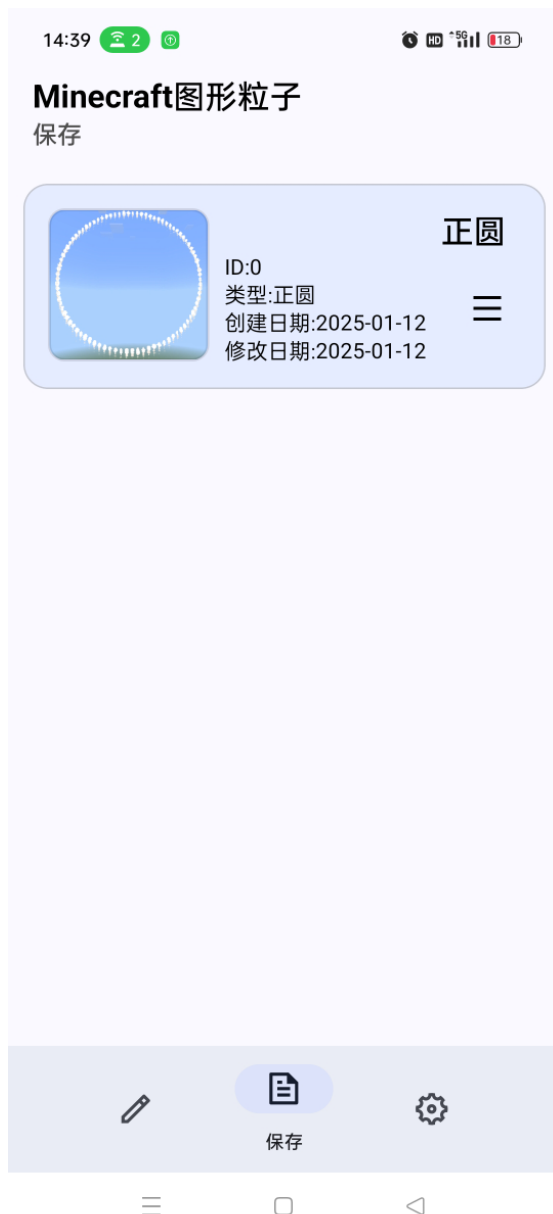 14:39 2 HD 5G 18
Minecraft图形粒子
保存
正圆
ID:0
类型:正圆
创建日期:2025-01-12
修改日期:2025-01-12
保存